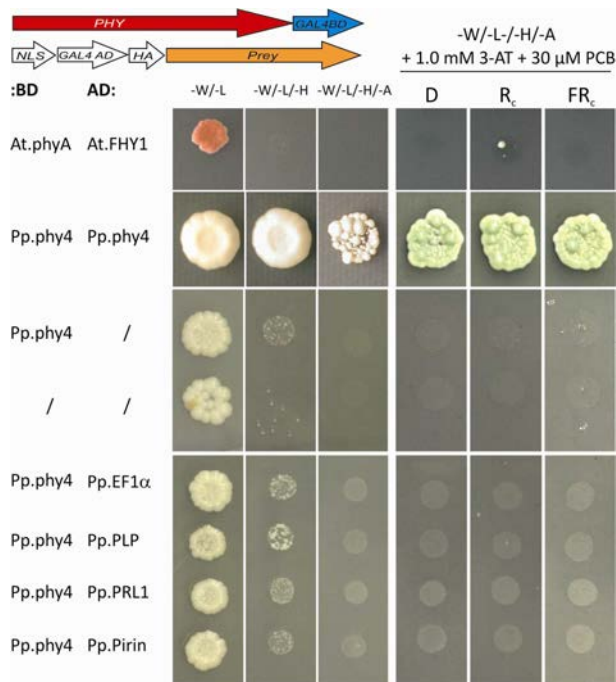 PHY GAL4BD
NLS GAL4 AD HA Prey
-W/-L-/-H/-A
+ 1.0 mM 3-AT + 30 µM PCB
:BD AD: -W/-L -W/-L/-H -W/-L/-H/-A D Rc FRc
At.phyA At.FHY1
Pp.phy4 Pp.phy4
Pp.phy4 /
/ /
Pp.phy4 Pp.EF1α
Pp.phy4 Pp.PLP
Pp.phy4 Pp.PRL1
Pp.phy4 Pp.Pirin